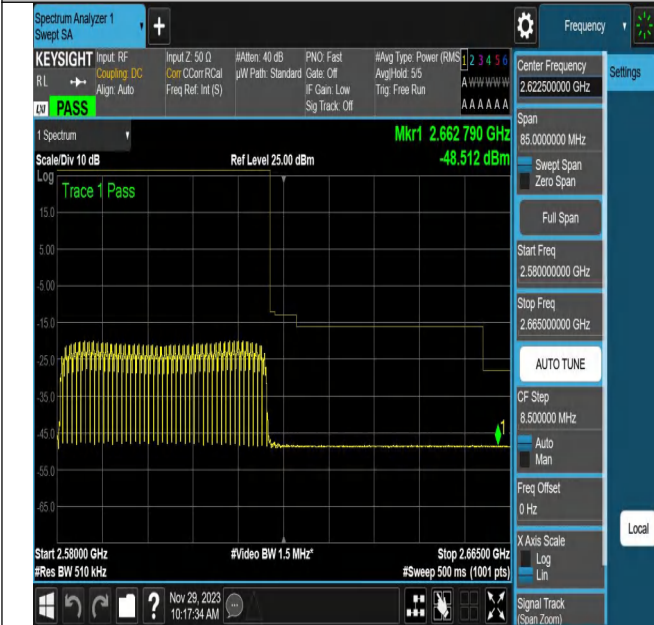 Spectrum Analyzer 1
Swept SA
+
Frequency
KEYSIGHT
RL
LXI
PASS
Input: RF
Coupling: DC
Align: Auto
Input Z: 50 Ω
Corr CCorr RCal
Freq Ref: Int (S)
#Atten: 40 dB
µW Path: Standard
PNO: Fast
Gate: Off
IF Gain: Low
Sig Track: Off
#Avg Type: Power (RMS
Avg|Hold: 5/5
Trig: Free Run
1 2 3 4 5 6
A W W W W W
A A A A A A
1 Spectrum
Mkr1 2.662 790 GHz
Scale/Div 10 dB
Ref Level 25.00 dBm
-48.512 dBm
Log
Trace 1 Pass
15.0
5.00
-5.00
-15.0
-25.0
-35.0
-45.0
-55.0
-65.0
1
Start 2.58000 GHz
#Video BW 1.5 MHz*
Stop 2.66500 GHz
#Res BW 510 kHz
#Sweep 500 ms (1001 pts)
?
Nov 29, 2023
10:17:34 AM
Center Frequency
2.622500000 GHz
Settings
Span
85.0000000 MHz
Swept Span
Zero Span
Full Span
Start Freq
2.580000000 GHz
Stop Freq
2.665000000 GHz
AUTO TUNE
CF Step
8.500000 MHz
Auto
Man
Freq Offset
0 Hz
Local
X Axis Scale
Log
Lin
Signal Track
(Span Zoom)